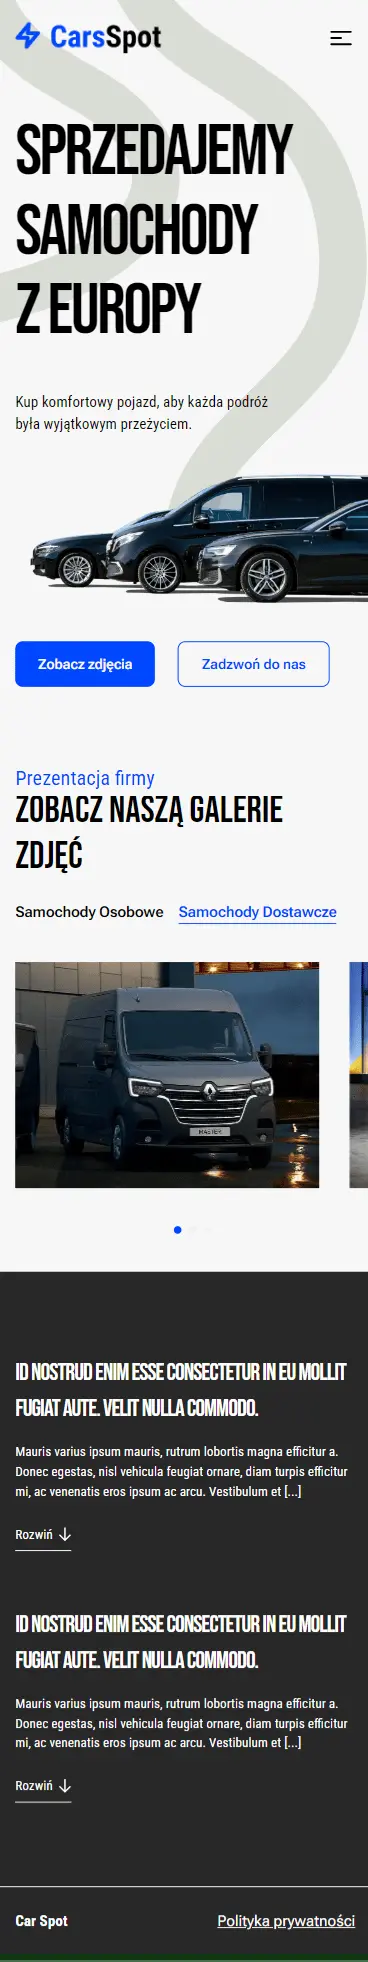 CarsSpot
SPRZEDAJEMY
SAMOCHODY
Z EUROPY
Kup komfortowy pojazd, aby każda podróż
była wyjątkowym przeżyciem.
Zobacz zdjęcia
Zadzwoń do nas
Prezentacja firmy
ZOBACZ NASZĄ GALERIE
ZDJĘĆ
Samochody Osobowe
Samochody Dostawcze
MASTER
ID NOSTRUD ENIM ESSE CONSECTETUR IN EU MOLLIT
FUGIAT AUTE. VELIT NULLA COMMODO.
Mauris varius ipsum mauris, rutrum lobortis magna efficitur a.
Donec egestas, nisl vehicula feugiat ornare, diam turpis efficitur
mi, ac venenatis eros ipsum ac arcu. Vestibulum et [...]
Rozwiń
ID NOSTRUD ENIM ESSE CONSECTETUR IN EU MOLLIT
FUGIAT AUTE. VELIT NULLA COMMODO.
Mauris varius ipsum mauris, rutrum lobortis magna efficitur a.
Donec egestas, nisl vehicula feugiat ornare, diam turpis efficitur
mi, ac venenatis eros ipsum ac arcu. Vestibulum et [...]
Rozwiń
Car Spot
Polityka prywatności